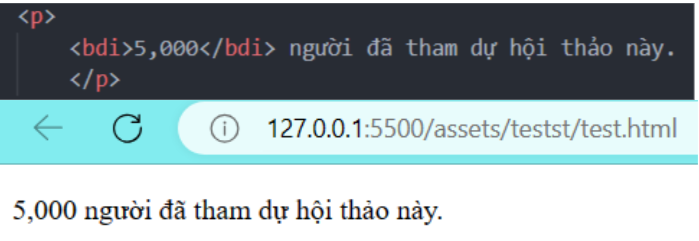 <p>
<bdi>5,000</bdi> người đã tham dự hội thảo này.
</p>
127.0.0.1:5500/assets/testst/test.html
5,000 người đã tham dự hội thảo này.